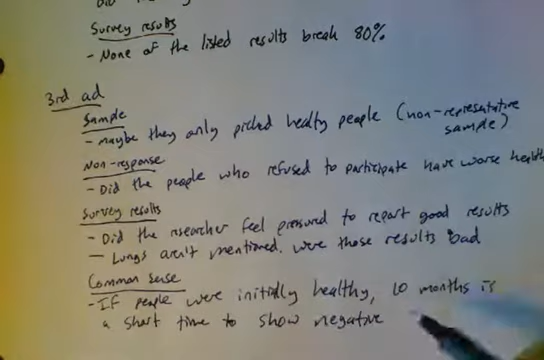 Survey results
- None of the listed results break 80%
3rd ad
Sample
- Maybe they only picked healty people (non-representative
sample)
Non-response
- Did the people who refused to participate have worse health
Survey results
- Did the researcher feel pressured to report good results
- Lungs aren't mentioned. were those results bad
Common sense
- If people were initially healthy, 10 months is
a short time to show negative